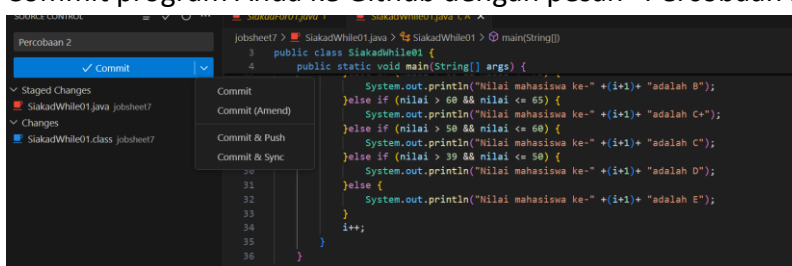 Commit program Anda ke Github dengan pesan "Percobaan
SOURCE CONTROL
Percobaan 2
Commit
Staged Changes
SiakadWhile01.java jobsheet7
Changes
SiakadWhile01.class jobsheet7
Commit
Commit (Amend)
Commit & Push
Commit & Sync
SiakadFor01.java 1
SiakadWhile01.java 1, A
jobsheet7 > SiakadWhile01.java > SiakadWhile01 > main(String[])
3 public class SiakadWhile01 {
4 public static void main(String[] args) {
System.out.println("Nilai mahasiswa ke-" +(i+1)+ "adalah B");
}else if (nilai > 60 && nilai <= 65) {
System.out.println("Nilai mahasiswa ke-" +(i+1)+ "adalah C+");
}else if (nilai > 50 && nilai <= 60) {
System.out.println("Nilai mahasiswa ke-" +(i+1)+ "adalah C");
}else if (nilai > 39 && nilai <= 50) {
30 System.out.println("Nilai mahasiswa ke-" +(i+1)+ "adalah D");
31 }else {
32 System.out.println("Nilai mahasiswa ke-" +(i+1)+ "adalah E");
33 }
34 i++;
35 }
36 }